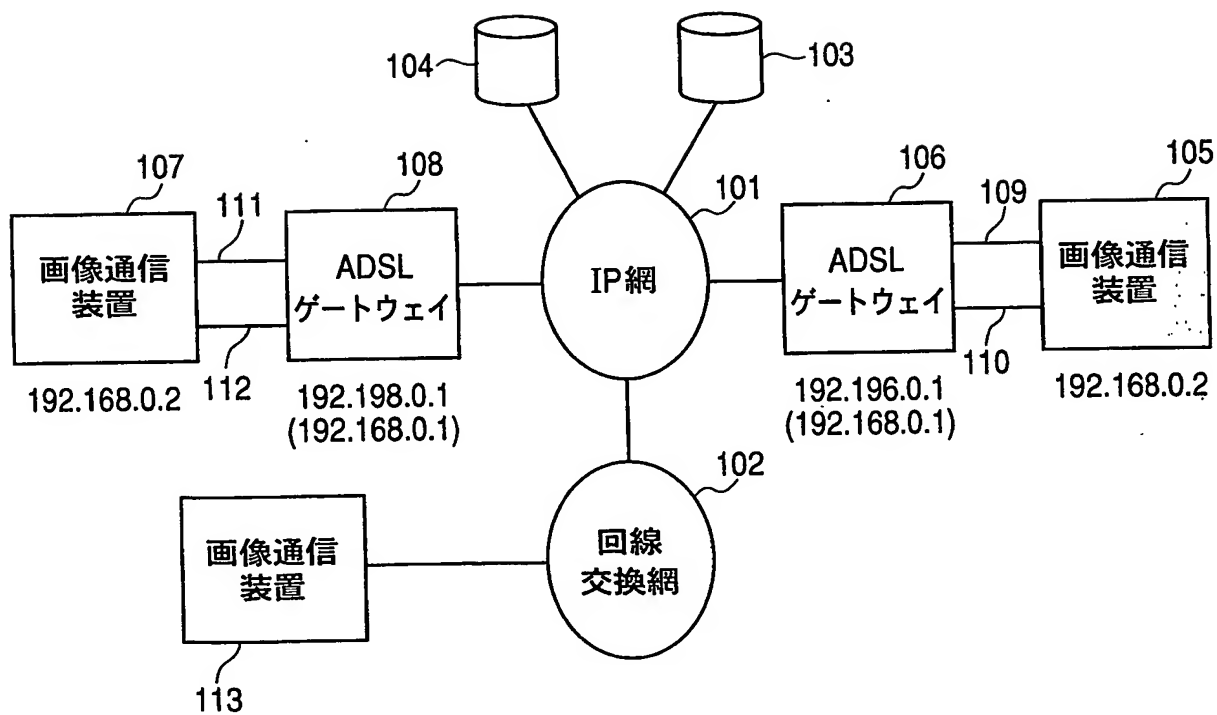 104
103
107
108
101
106
105
111
109
画像通信
装置
ADSL
ゲートウェイ
IP網
ADSL
ゲートウェイ
画像通信
装置
112
110
192.168.0.2
192.198.0.1
(192.168.0.1)
192.196.0.1
(192.168.0.1)
192.168.0.2
102
画像通信
装置
回線
交換網
113